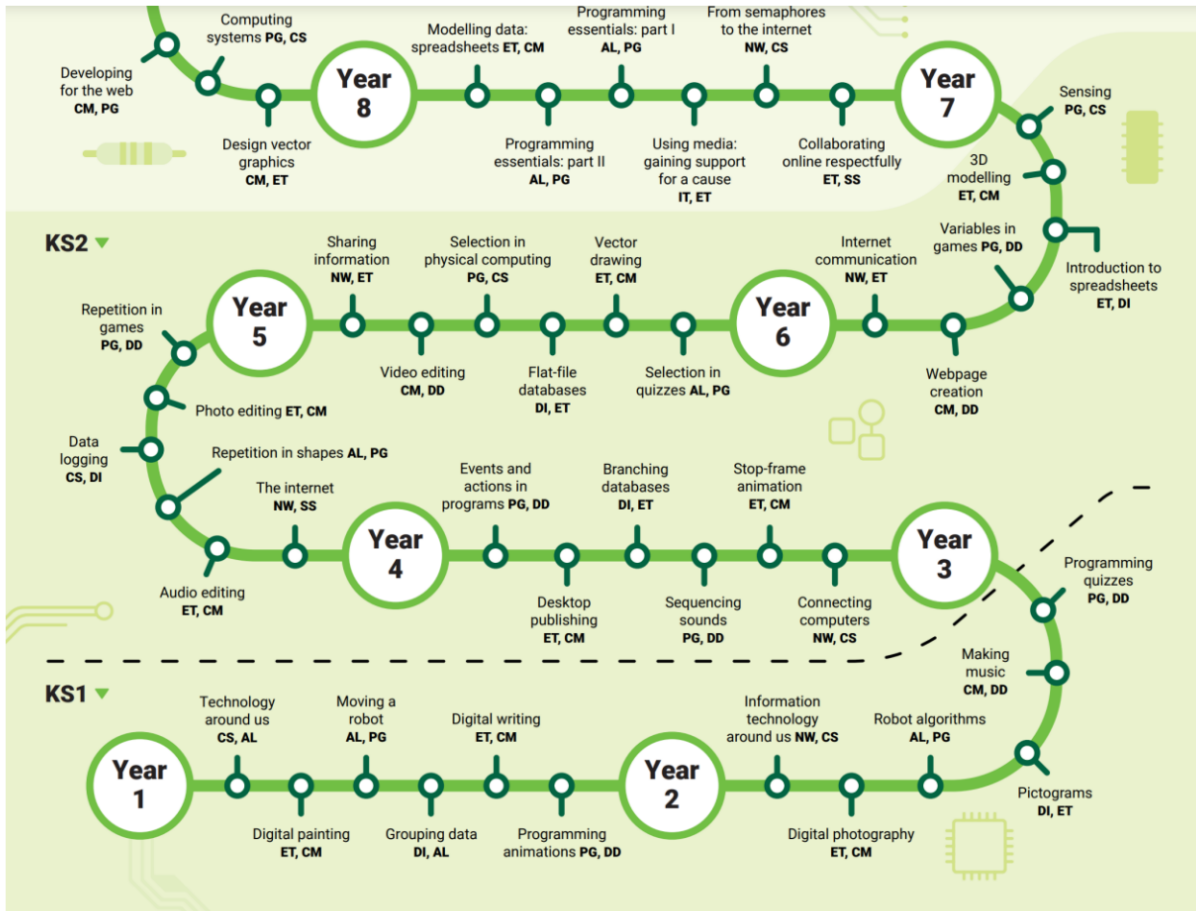 Computing
systems PG, CS
Developing
for the web
CM, PG
Design vector
graphics
CM, ET
Year
8
Modelling data:
spreadsheets ET, CM
Programming
essentials: part II
AL, PG
Programming
essentials: part I
AL, PG
Using media:
gaining support
for a cause
IT, ET
From semaphores
to the internet
NW, CS
Collaborating
online respectfully
ET, SS
Year
7
Sensing
PG, CS
3D
modelling
ET, CM
Introduction to
spreadsheets
ET, DI
Variables in
games PG, DD
KS2
Repetition in
games
PG, DD
Year
5
Sharing
information
NW, ET
Video editing
CM, DD
Selection in
physical computing
PG, CS
Flat-file
databases
DI, ET
Vector
drawing
ET, CM
Selection in
quizzes AL, PG
Year
6
Internet
communication
NW, ET
Webpage
creation
CM, DD
Photo editing ET, CM
Data
logging
CS, DI
Repetition in shapes AL, PG
Audio editing
ET, CM
The internet
NW, SS
Year
4
Events and
actions in
programs PG, DD
Desktop
publishing
ET, CM
Branching
databases
DI, ET
Sequencing
sounds
PG, DD
Stop-frame
animation
ET, CM
Connecting
computers
NW, CS
Year
3
Programming
quizzes
PG, DD
Making
music
CM, DD
Pictograms
DI, ET
KS1
Year
1
Technology
around us
CS, AL
Digital painting
ET, CM
Moving a
robot
AL, PG
Grouping data
DI, AL
Digital writing
ET, CM
Programming
animations PG, DD
Year
2
Information
technology
around us NW, CS
Digital photography
ET, CM
Robot algorithms
AL, PG